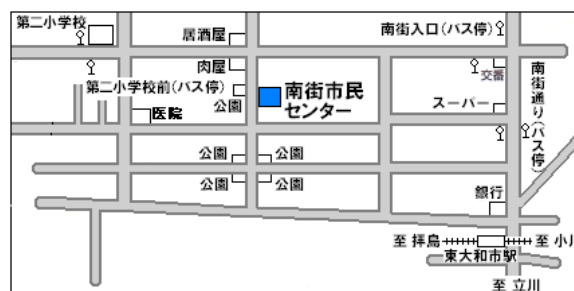 第二小学校
居酒屋
南街入口(バス停)
肉屋
第二小学校前(バス停)
公園
南街市民
センター
交番
南街通り(バス停)
スーパー
医院
公園
公園
公園
公園
銀行
至 拝島
至 小川
東大和市駅
至 立川